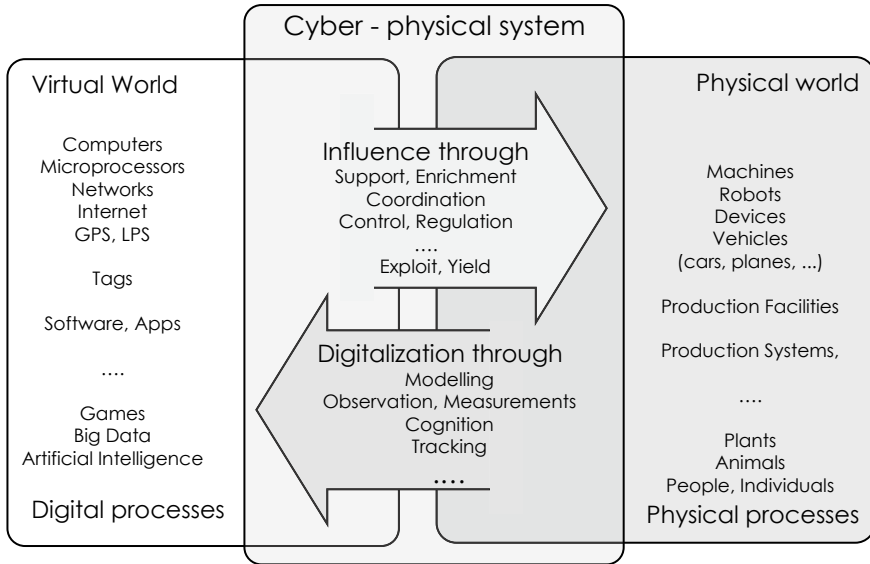 Cyber - physical system
Virtual World
Computers
Microprocessors
Networks
Internet
GPS, LPS
Tags
Software, Apps
....
Games
Big Data
Artificial Intelligence
Digital processes
Influence through
Support, Enrichment
Coordination
Control, Regulation
....
Exploit, Yield
Digitalization through
Modelling
Observation, Measurements
Cognition
Tracking
....
Physical world
Machines
Robots
Devices
Vehicles
(cars, planes, ...)
Production Facilities
Production Systems,
....
Plants
Animals
People, Individuals
Physical processes